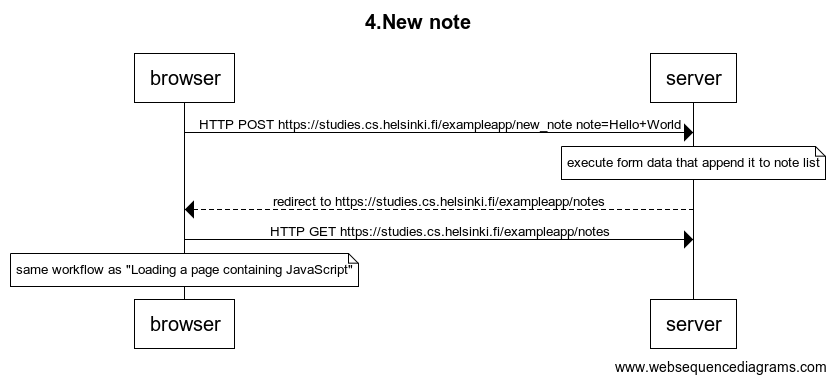 4.New note
browser server
HTTP POST https://studies.cs.helsinki.fi/exampleapp/new_note note=Hello+World
execute form data that append it to note list
redirect to https://studies.cs.helsinki.fi/exampleapp/notes
HTTP GET https://studies.cs.helsinki.fi/exampleapp/notes
same workflow as "Loading a page containing JavaScript"
browser server
www.websequencediagrams.com